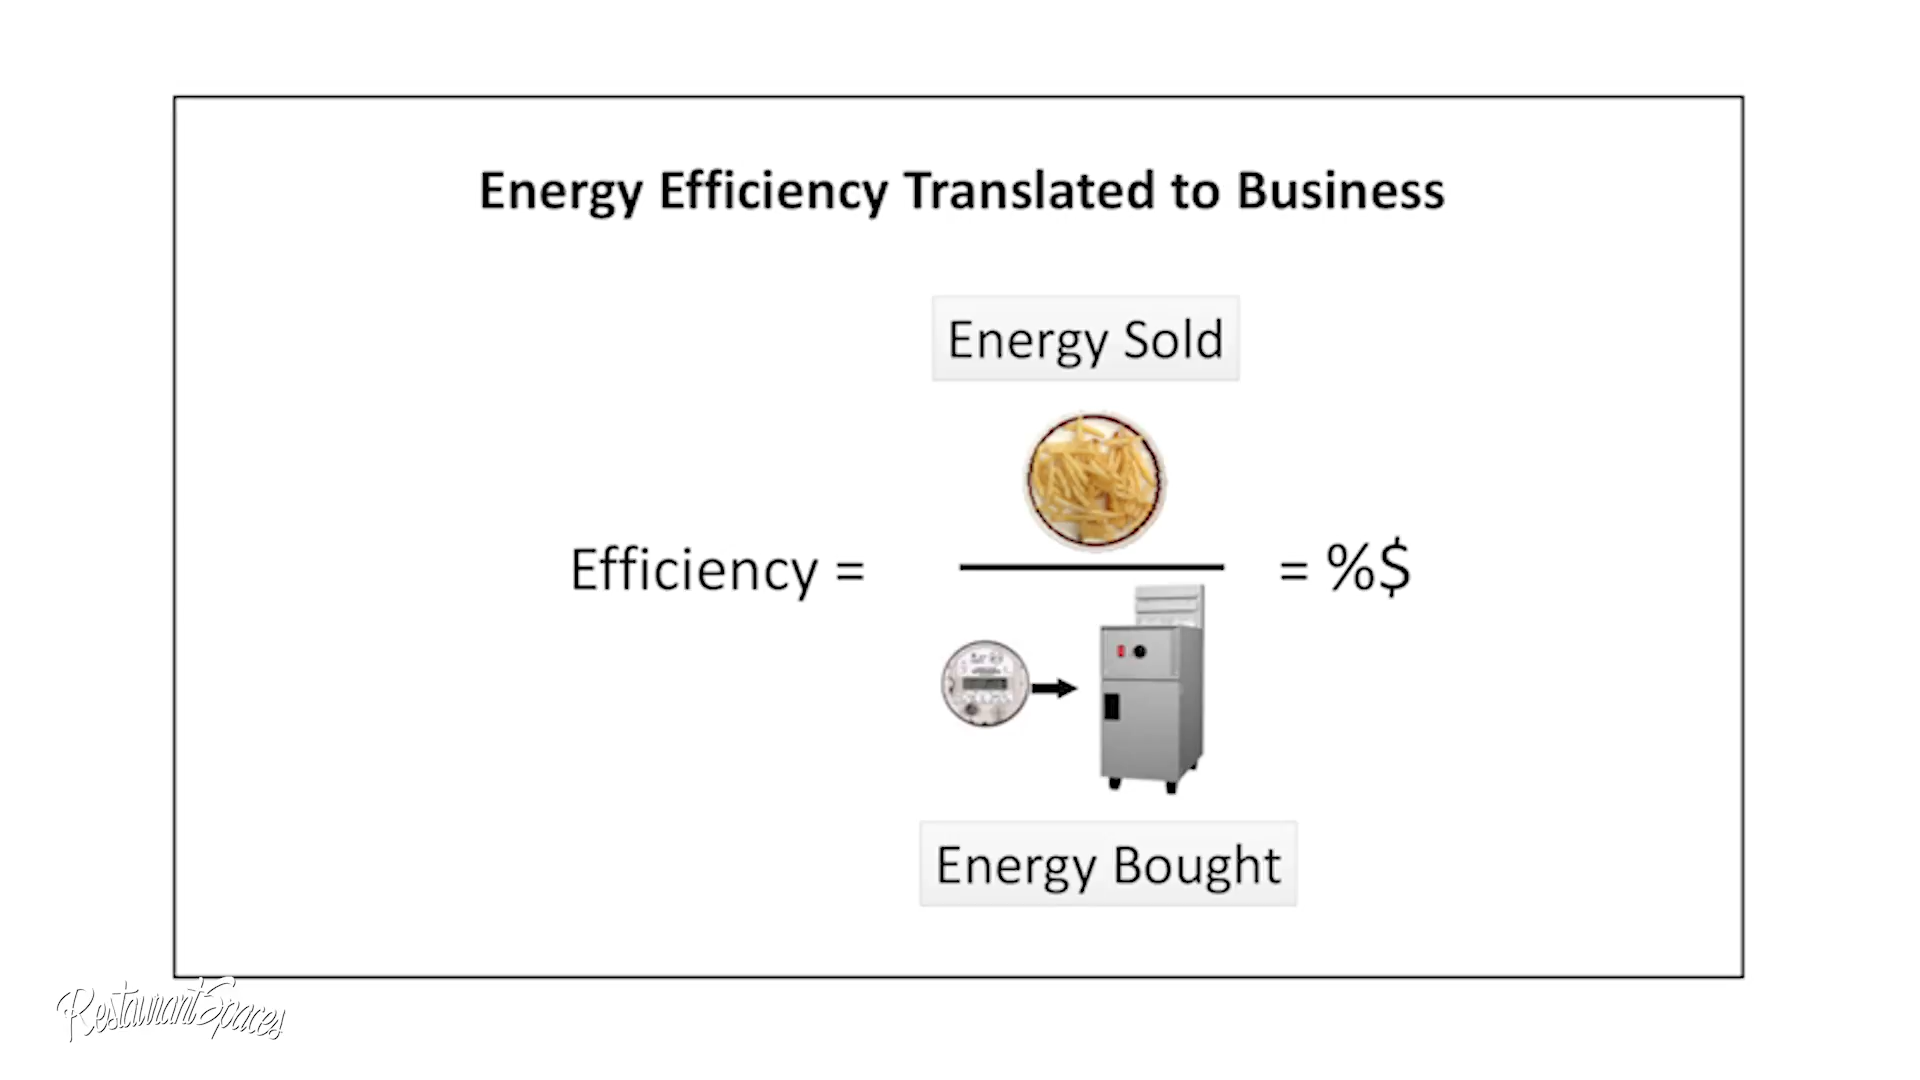 Energy Efficiency Translated to Business
Energy Sold
Efficiency =
= %$
Energy Bought
RestaurantSpaces